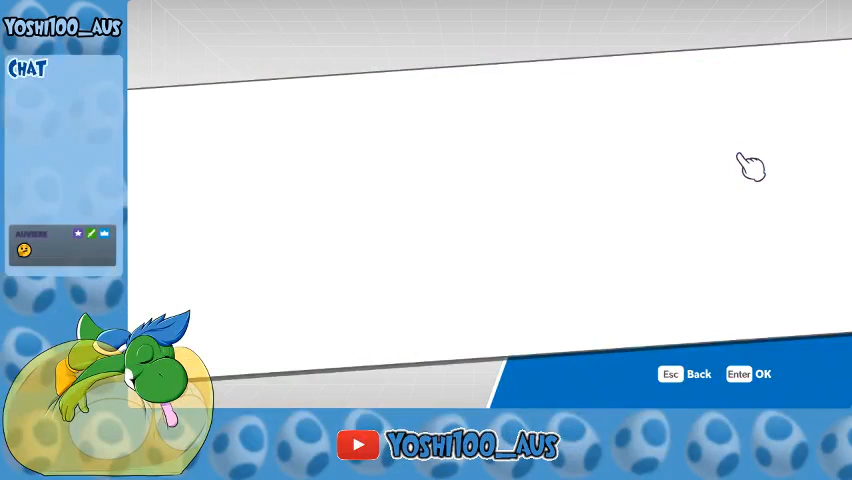 Yoshi100_AUS
Chat
AUVIERE
Esc Back Enter OK
Yoshi100_AUS